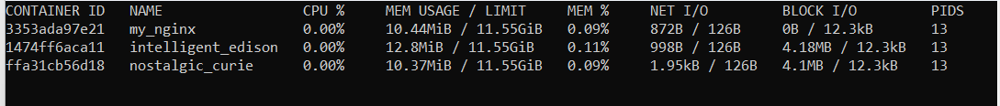 CONTAINER ID   NAME                  CPU %     MEM USAGE / LIMIT     MEM %     NET I/O         BLOCK I/O         PIDS
3353ada97e21   my_nginx              0.00%     10.44MiB / 11.55GiB   0.09%     872B / 126B     0B / 12.3kB       13
1474ff6aca11   intelligent_edison    0.00%     12.8MiB / 11.55GiB    0.11%     998B / 126B     4.18MB / 12.3kB   13
ffa31cb56d18   nostalgic_curie       0.00%     10.37MiB / 11.55GiB   0.09%     1.95kB / 126B   4.1MB / 12.3kB    13